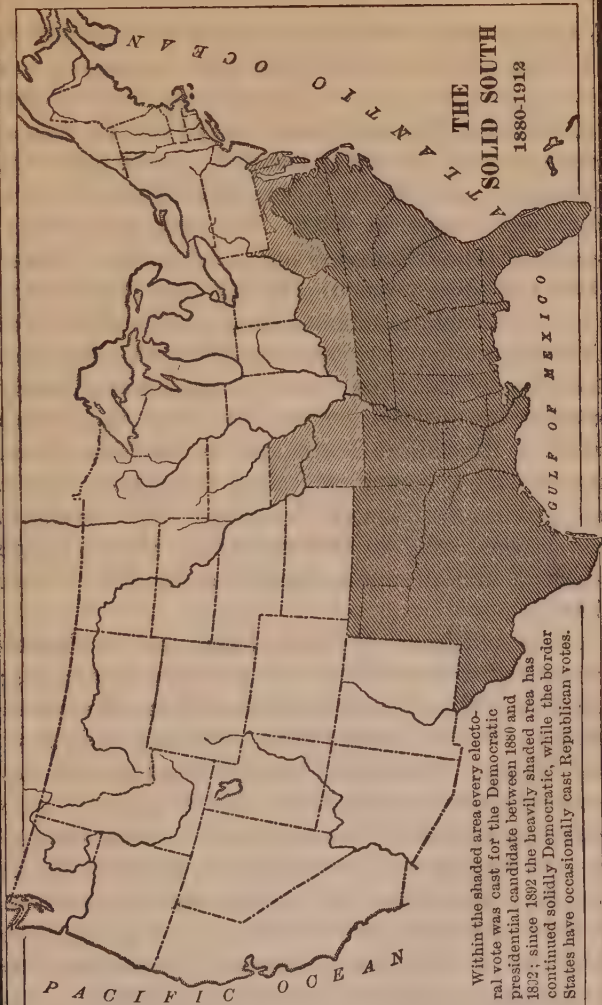 THE
SOLID SOUTH
1880-1912
ATLANTIC OCEAN
GULF OF MEXICO
PACIFIC OCEAN
Within the shaded area every electo-
ral vote was cast for the Democratic
presidential candidate between 1880 and
1892; since 1892 the heavily shaded area has
continued solidly Democratic, while the border
States have occasionally cast Republican votes.